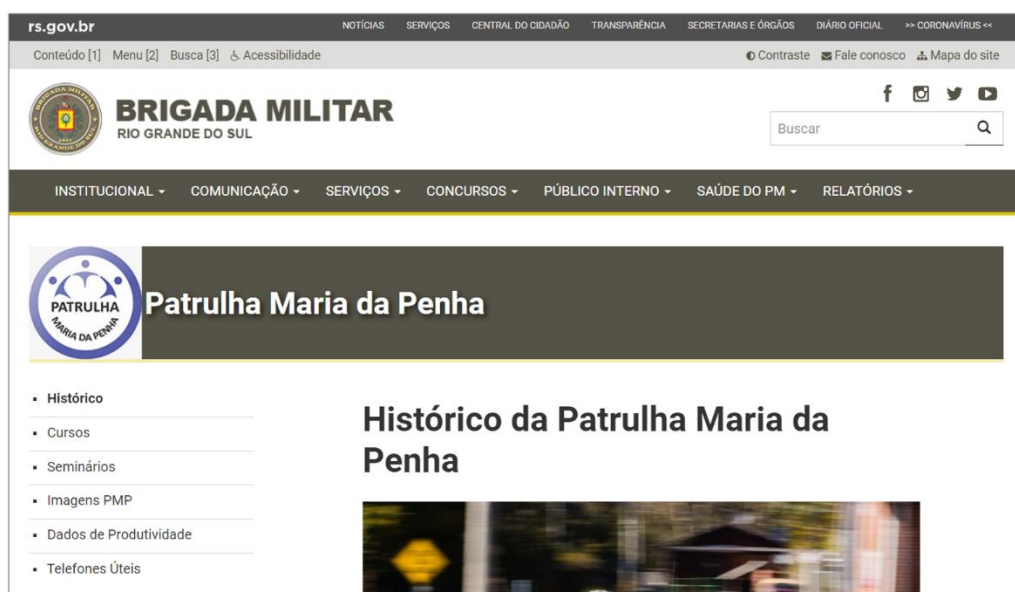 rs.gov.br NOTÍCIAS SERVIÇOS CENTRAL DO CIDADÃO TRANSPARÊNCIA SECRETARIAS E ÓRGÃOS DIÁRIO OFICIAL >> CORONAVÍRUS <<
Conteúdo [1] Menu [2] Busca [3] Acessibilidade Contraste Fale conosco Mapa do site
BRIGADA MILITAR
RIO GRANDE DO SUL
Buscar
INSTITUCIONAL COMUNICAÇÃO SERVIÇOS CONCURSOS PÚBLICO INTERNO SAÚDE DO PM RELATÓRIOS
PATRULHA
MARIA DA PENHA
Patrulha Maria da Penha
Histórico
Cursos
Seminários
Imagens PMP
Dados de Produtividade
Telefones Úteis
Histórico da Patrulha Maria da
Penha